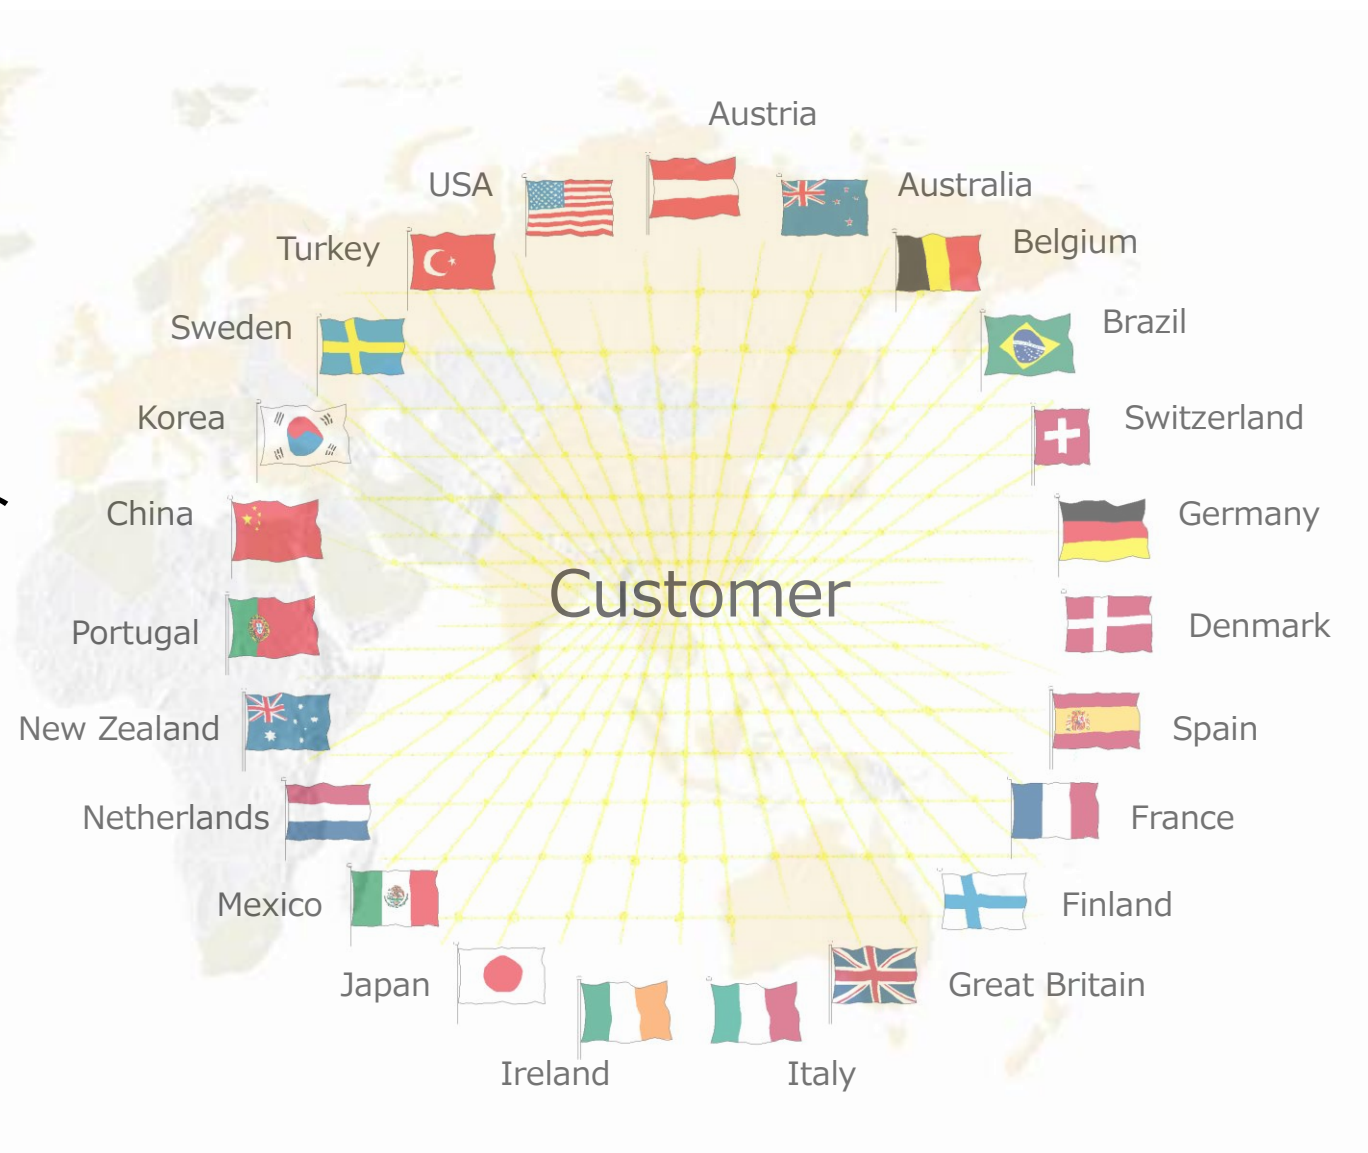 Austria
USA
Australia
Turkey
Belgium
Sweden
Brazil
Korea
Switzerland
China
Germany
Customer
Portugal
Denmark
New Zealand
Spain
Netherlands
France
Mexico
Finland
Japan
Great Britain
Ireland
Italy